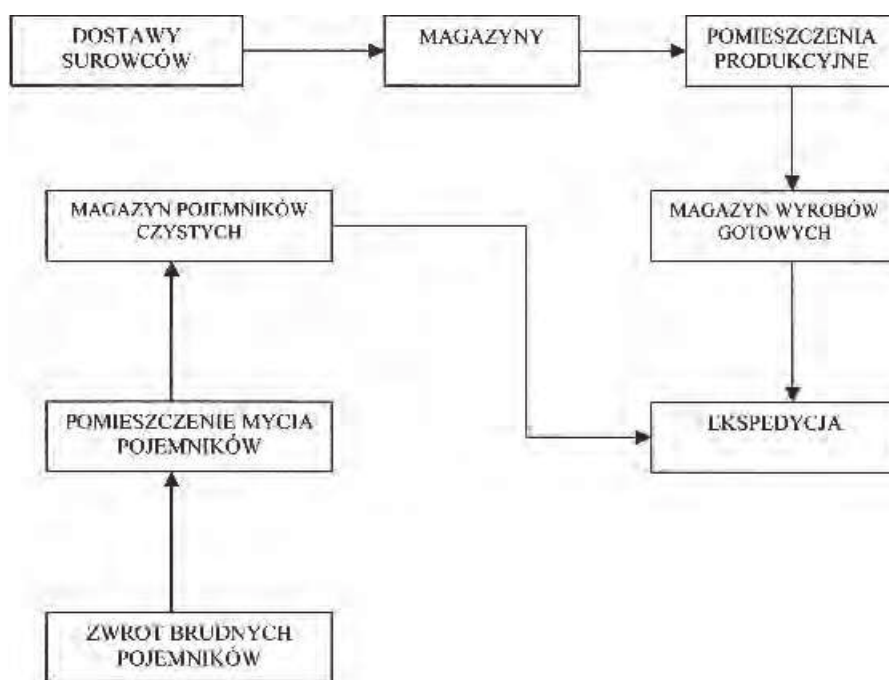 DOSTAWY
SUROWCÓW
MAGAZYNY
POMIESZCZENIA
PRODUKCYJNE
MAGAZYN POJEMNIKÓW
CZYSTYCH
MAGAZYN WYROBÓW
GOTOWYCH
POMIESZCZENIE MYCIA
POJEMNIKÓW
EKSPEDYCJA
ZWROT BRUDNYCH
POJEMNIKÓW